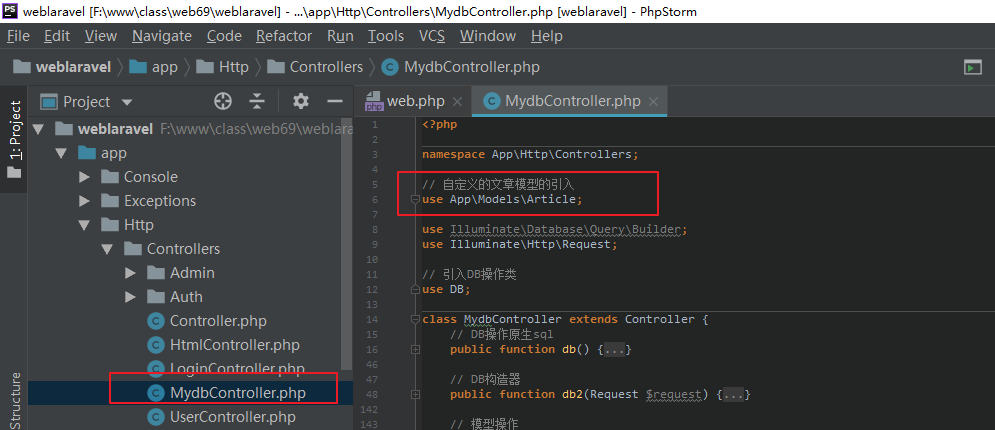 weblaravel [F:\www\class\web69\weblaravel] - ...\app\Http\Controllers\MydbController.php [weblaravel] - PhpStorm
File Edit View Navigate Code Refactor Run Tools VCS Window Help
weblaravel app Http Controllers MydbController.php
1: Project
Structure
Project
weblaravel F:\www\class\web69\weblara
app
Console
Exceptions
Http
Controllers
Admin
Auth
Controller.php
HtmlController.php
LoginController.php
MydbController.php
UserController.php
web.php MydbController.php
1 <?php
2
3 namespace App\Http\Controllers;
4
5 // 自定义的文章模型的引入
6 use App\Models\Article;
7
8 use Illuminate\Database\Query\Builder;
9 use Illuminate\Http\Request;
10
11 // 引入DB操作类
12 use DB;
13
14 class MydbController extends Controller {
15 // DB操作原生sql
16 public function db() {...}
46
47 // DB构造器
48 public function db2(Request $request) {...}
142
143 // 模型操作